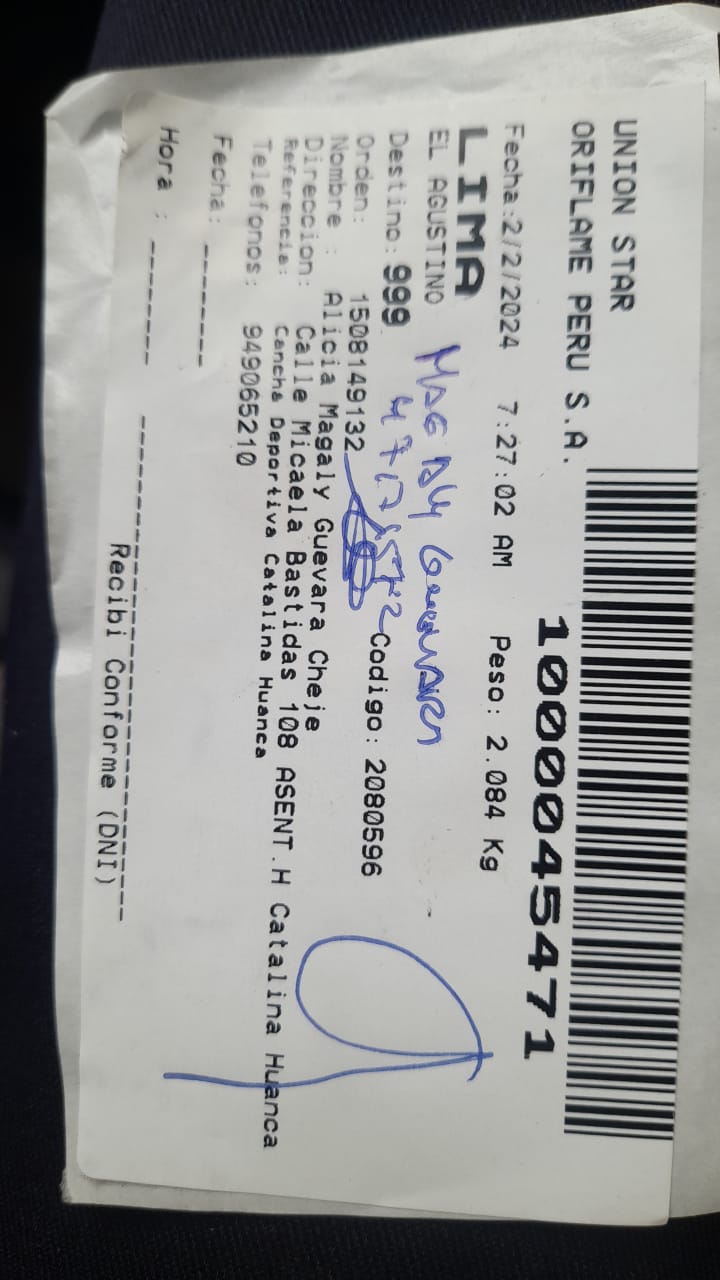 UNION STAR
ORIFLAME PERU S.A.
1000045471
Fecha:2/2/2024 7:27:02 AM Peso: 2.084 Kg
LIMA
EL AGUSTINO
Destino: 999
Orden: 1508149132 Codigo: 2080596
Nombre : Alicia Magaly Guevara Cheje
Direccion: Calle Micaela Bastidas 108 ASENT.H Catalina Huanca
Referencia: Cancha Deportiva Catalina Huanca
Telefonos: 949065210
Fecha: --------
Hora : --------
Recibi Conforme (DNI)